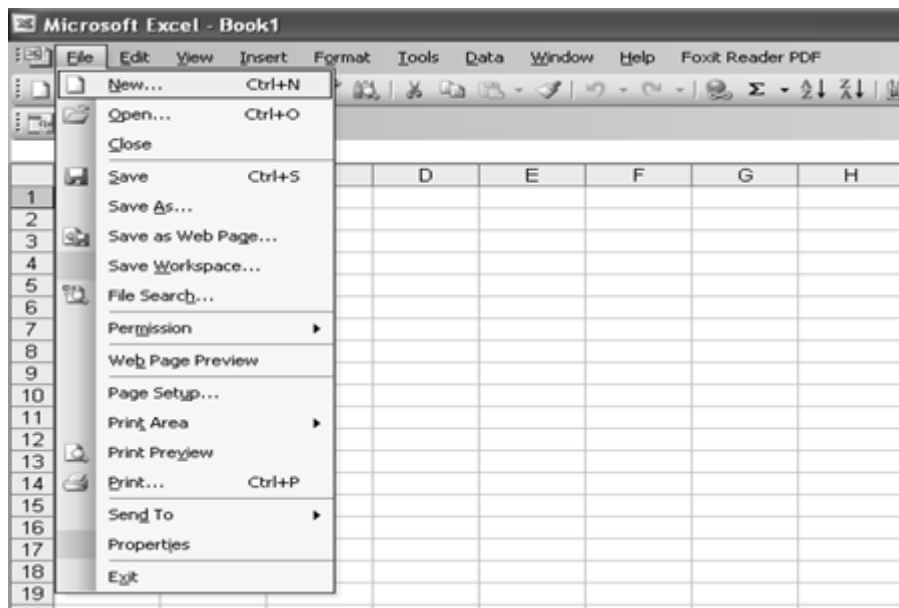 Microsoft Excel - Book1
File Edit View Insert Format Tools Data Window Help Foxit Reader PDF
New... Ctrl+N
Open... Ctrl+O
Close
Save Ctrl+S
Save As...
Save as Web Page...
Save Workspace...
File Search...
Permission
Web Page Preview
Page Setup...
Print Area
Print Preview
Print... Ctrl+P
Send To
Properties
Exit
D E F G H
1
2
3
4
5
6
7
8
9
10
11
12
13
14
15
16
17
18
19